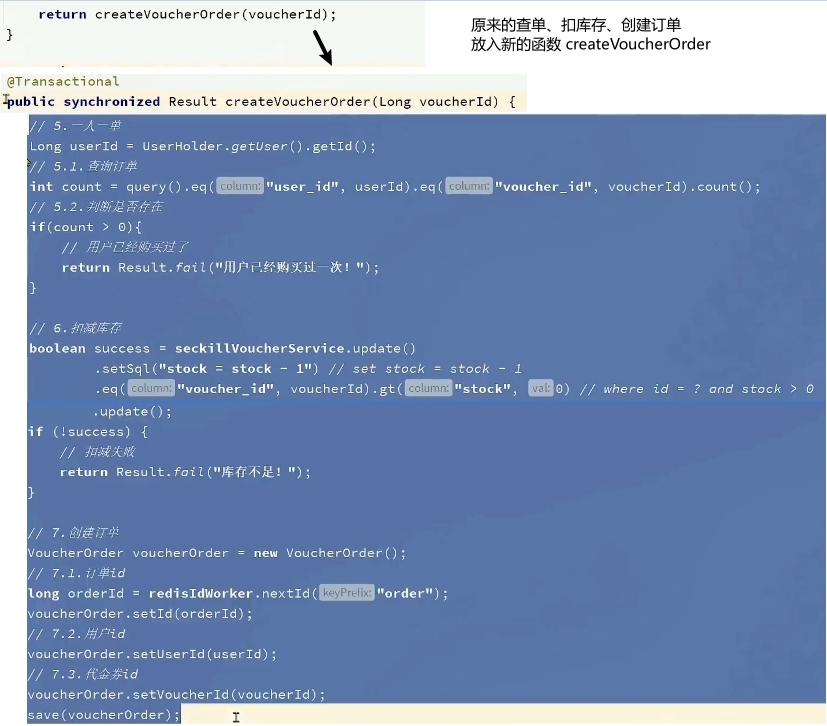 return createVoucherOrder(voucherId);
}
原来的查单、扣库存、创建订单
放入新的函数 createVoucherOrder
@Transactional
public synchronized Result createVoucherOrder(Long voucherId) {
// 5.一人一单
Long userId = UserHolder.getUser().getId();
// 5.1.查询订单
int count = query().eq( column: "user_id", userId).eq( column: "voucher_id", voucherId).count();
// 5.2.判断是否存在
if(count > 0){
// 用户已经购买过了
return Result.fail("用户已经购买过一次！");
}
// 6.扣减库存
boolean success = seckillVoucherService.update()
.setSql("stock = stock - 1") // set stock = stock - 1
.eq( column: "voucher_id", voucherId).gt( column: "stock", val: 0) // where id = ? and stock > 0
.update();
if (!success) {
// 扣减失败
return Result.fail("库存不足！");
}
// 7.创建订单
VoucherOrder voucherOrder = new VoucherOrder();
// 7.1.订单id
long orderId = redisIdWorker.nextId( keyPrefix: "order");
voucherOrder.setId(orderId);
// 7.2.用户id
voucherOrder.setUserId(userId);
// 7.3.代金券id
voucherOrder.setVoucherId(voucherId);
save(voucherOrder);